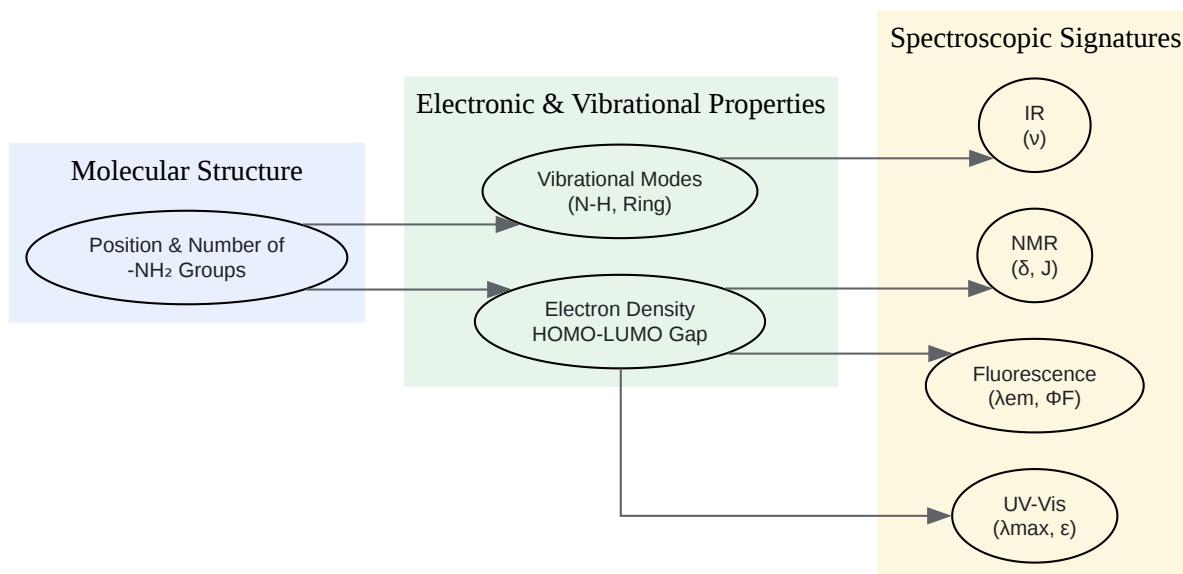 Spectroscopic Signatures
IR
(ν)
Electronic & Vibrational Properties
Molecular Structure
Vibrational Modes
(N-H, Ring)
Position & Number of
-NH₂ Groups
NMR
(δ, J)
Electron Density
HOMO-LUMO Gap
Fluorescence
(λem, ΦF)
UV-Vis
(λmax, ε)